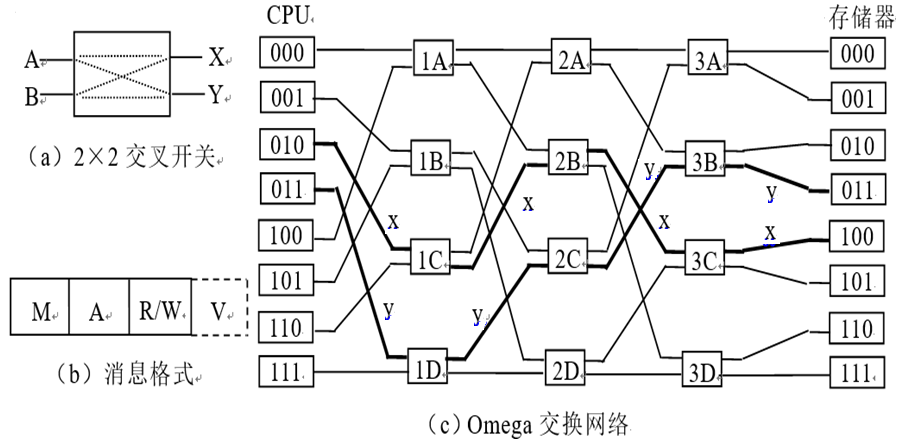 A
B
X
Y
（a）2×2 交叉开关
M A R/W V
（b）消息格式
CPU 存储器
000 1A 2A 3A 000
001 001
010 1B 2B 3B 010
011 y y 011
x x x x
100 1C 2C 3C 100
101 101
y y
110 110
111 1D 2D 3D 111
（c）Omega 交换网络